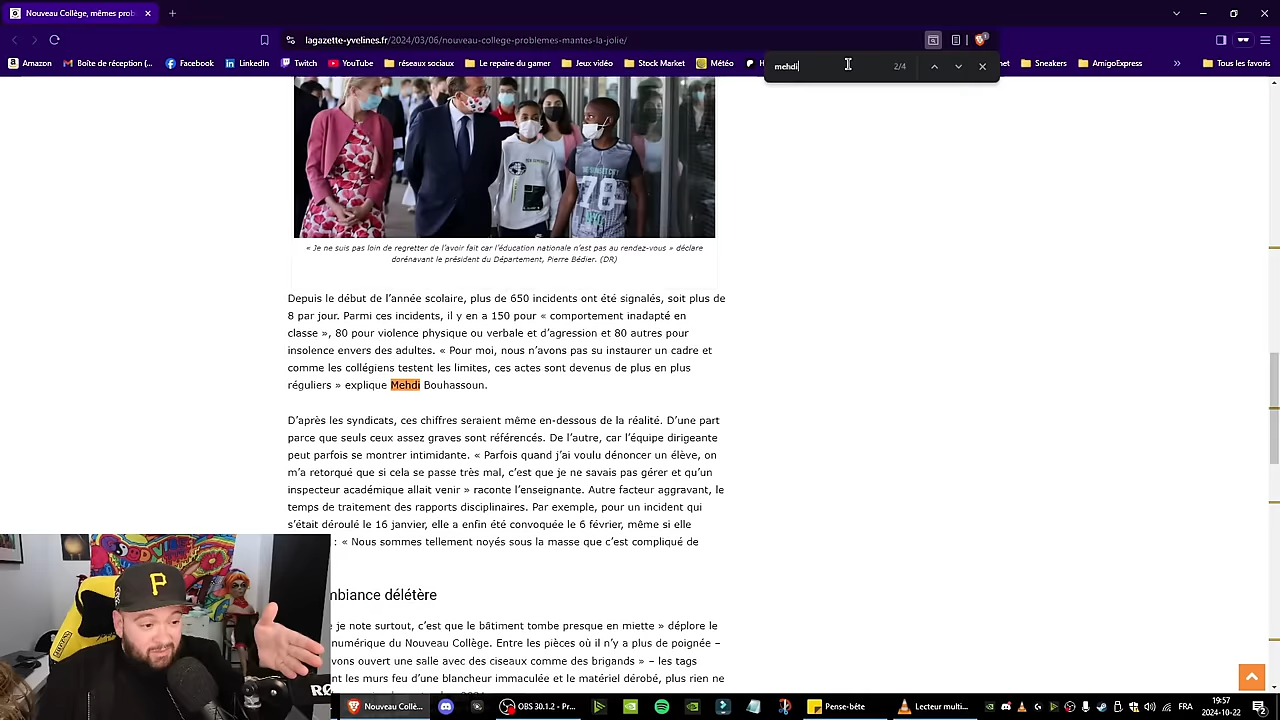 Nouveau Collège, mêmes prob
lagazette-yvelines.fr/2024/03/06/nouveau-college-problemes-mantes-la-jolie/
Amazon Boîte de réception (... Facebook LinkedIn Twitch YouTube réseaux sociaux Le repaire du gamer Jeux vidéo Stock Market Météo Sneakers AmigoExpress Tous les favoris
mehdi 2/4
78
« Je ne suis pas loin de regretter de l'avoir fait car l'éducation nationale n'est pas au rendez-vous » déclare
dorénavant le président du Département, Pierre Bédier. (DR)
Depuis le début de l'année scolaire, plus de 650 incidents ont été signalés, soit plus de
8 par jour. Parmi ces incidents, il y en a 150 pour « comportement inadapté en
classe », 80 pour violence physique ou verbale et d'agression et 80 autres pour
insolence envers des adultes. « Pour moi, nous n'avons pas su instaurer un cadre et
comme les collégiens testent les limites, ces actes sont devenus de plus en plus
réguliers » explique Mehdi Bouhassoun.
D'après les syndicats, ces chiffres seraient même en-dessous de la réalité. D'une part
parce que seuls ceux assez graves sont référencés. De l'autre, car l'équipe dirigeante
peut parfois se montrer intimidante. « Parfois quand j'ai voulu dénoncer un élève, on
m'a retorqué que si cela se passe très mal, c'est que je ne savais pas gérer et qu'un
inspecteur académique allait venir » raconte l'enseignante. Autre facteur aggravant, le
temps de traitement des rapports disciplinaires. Par exemple, pour un incident qui
s'était déroulé le 16 janvier, elle a enfin été convoquée le 6 février, même si elle
: « Nous sommes tellement noyés sous la masse que c'est compliqué de
mbiance délétère
je note surtout, c'est que le bâtiment tombe presque en miette » déplore le
numérique du Nouveau Collège. Entre les pièces où il n'y a plus de poignée –
vons ouvert une salle avec des ciseaux comme des brigands » – les tags
nt les murs feu d'une blancheur immaculée et le matériel dérobé, plus rien ne
P
Nouveau Collè...
OBS 30.1.2 - Pr...
Pense-bête
Lecteur multi...
FRA
19:57
2024-10-22